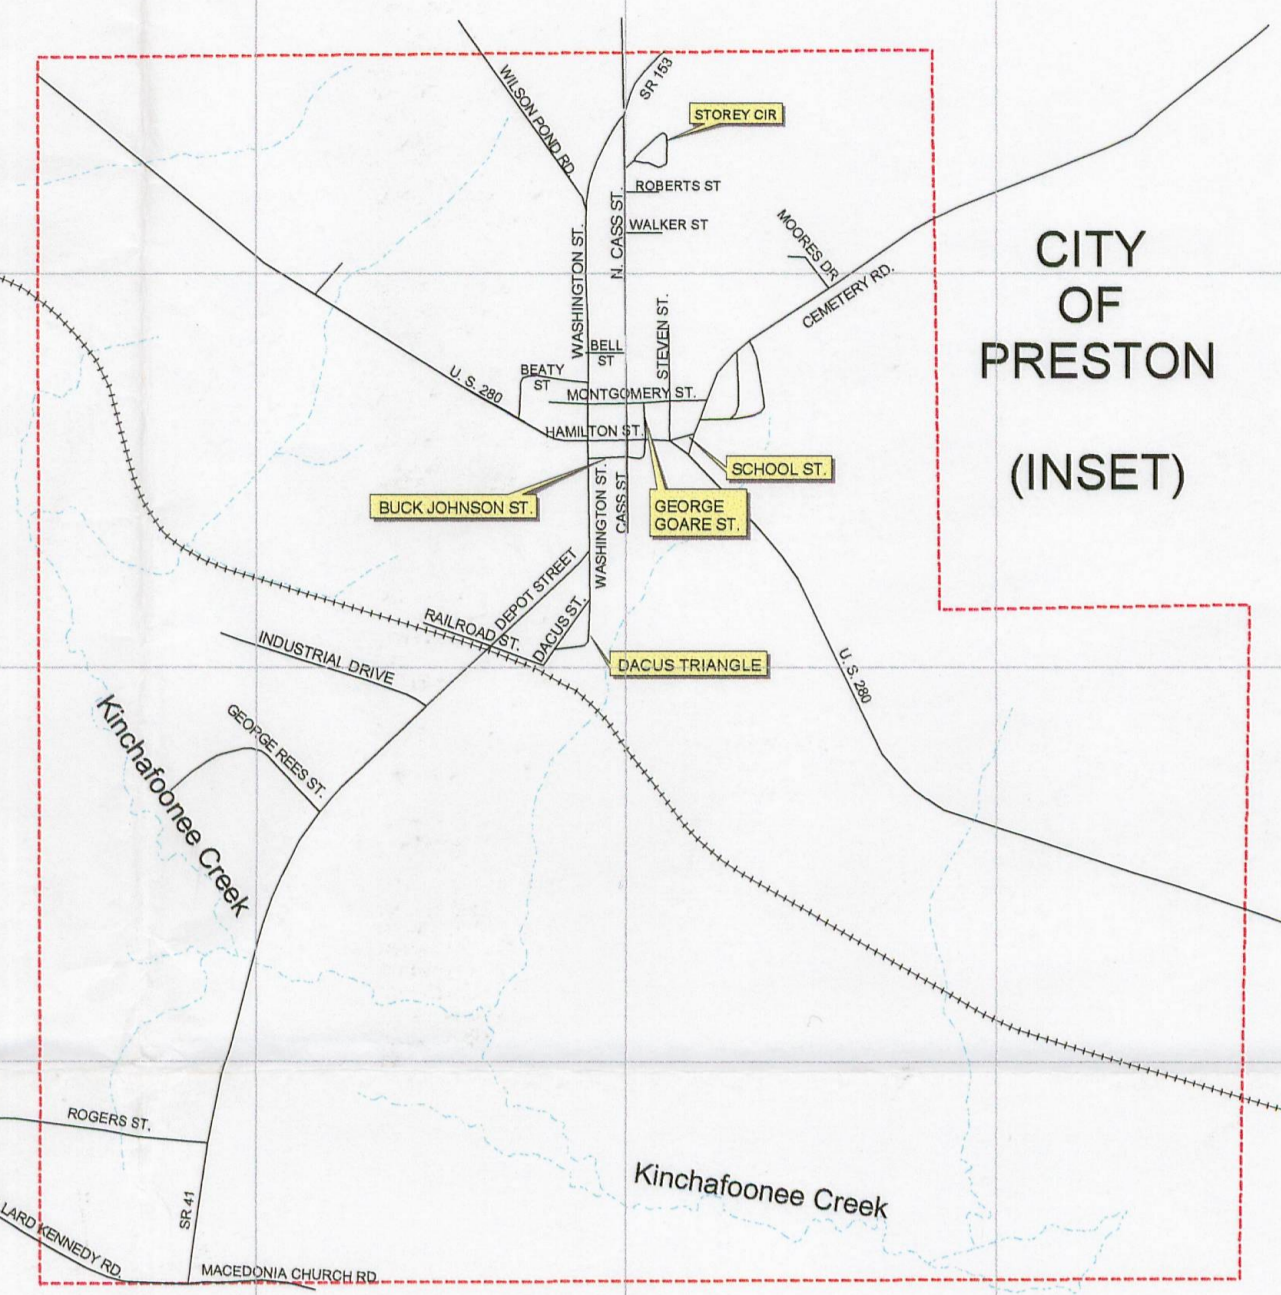 SR 153
WILSON POND RD.
STOREY CIR
ROBERTS ST
N. CASS ST.
WALKER ST
MOORES DR
WASHINGTON ST.
CITY
OF
PRESTON
(INSET)
CEMETERY RD.
STEVEN ST.
BELL
ST
BEATY
ST
U. S. 280
MONTGOMERY ST.
HAMILTON ST.
SCHOOL ST.
BUCK JOHNSON ST.
WASHINGTON ST.
CASS ST
GEORGE
GOARE ST.
DEPOT STREET
RAILROAD ST.
DACUS ST.
INDUSTRIAL DRIVE
DACUS TRIANGLE
U. S. 280
GEORGE REES ST.
Kinchafoonee Creek
ROGERS ST.
Kinchafoonee Creek
SR 41
LARD KENNEDY RD.
MACEDONIA CHURCH RD